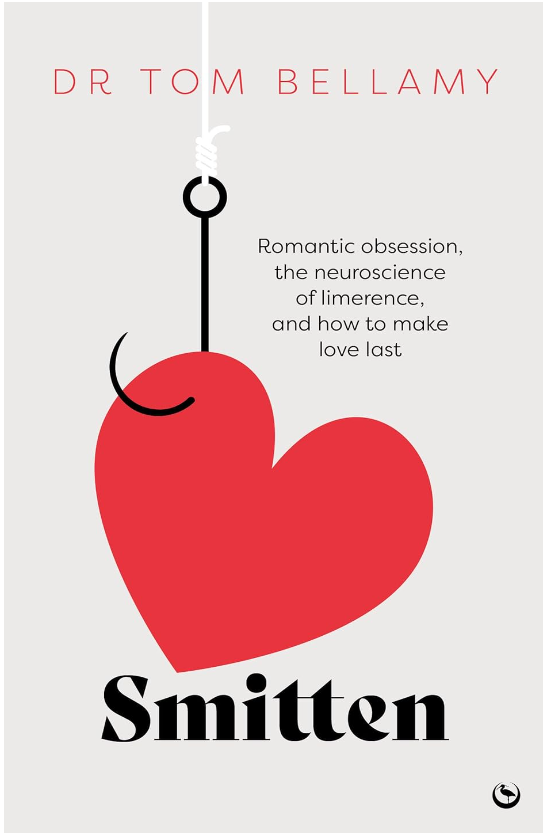 DR TOM BELLAMY
Romantic obsession,
the neuroscience
of limerence,
and how to make
love last
Smitten